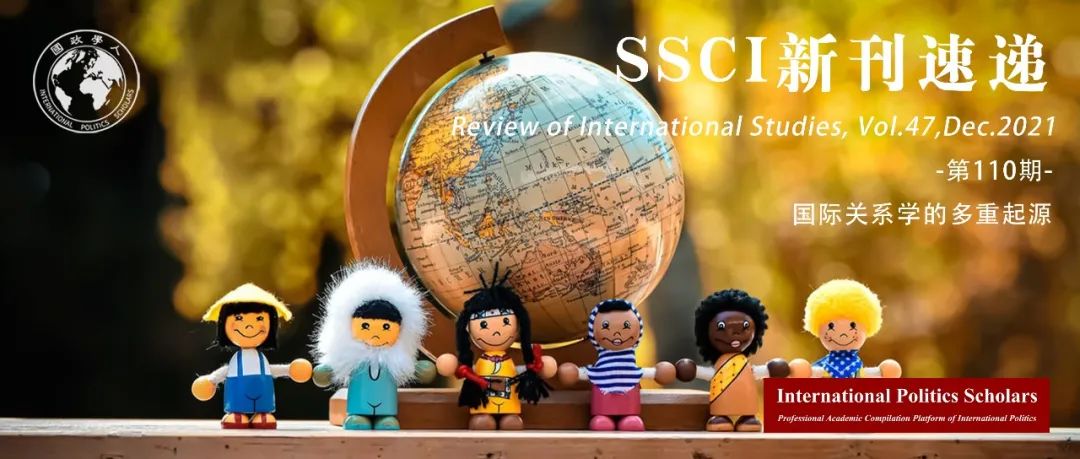 國政學人
INTERNATIONAL POLITICS SCHOLARS
SSCI新刊速递
Review of International Studies, Vol.47,Dec.2021
-第110期-
国际关系学的多重起源
International Politics Scholars
Professional Academic Compilation Platform of International Politics